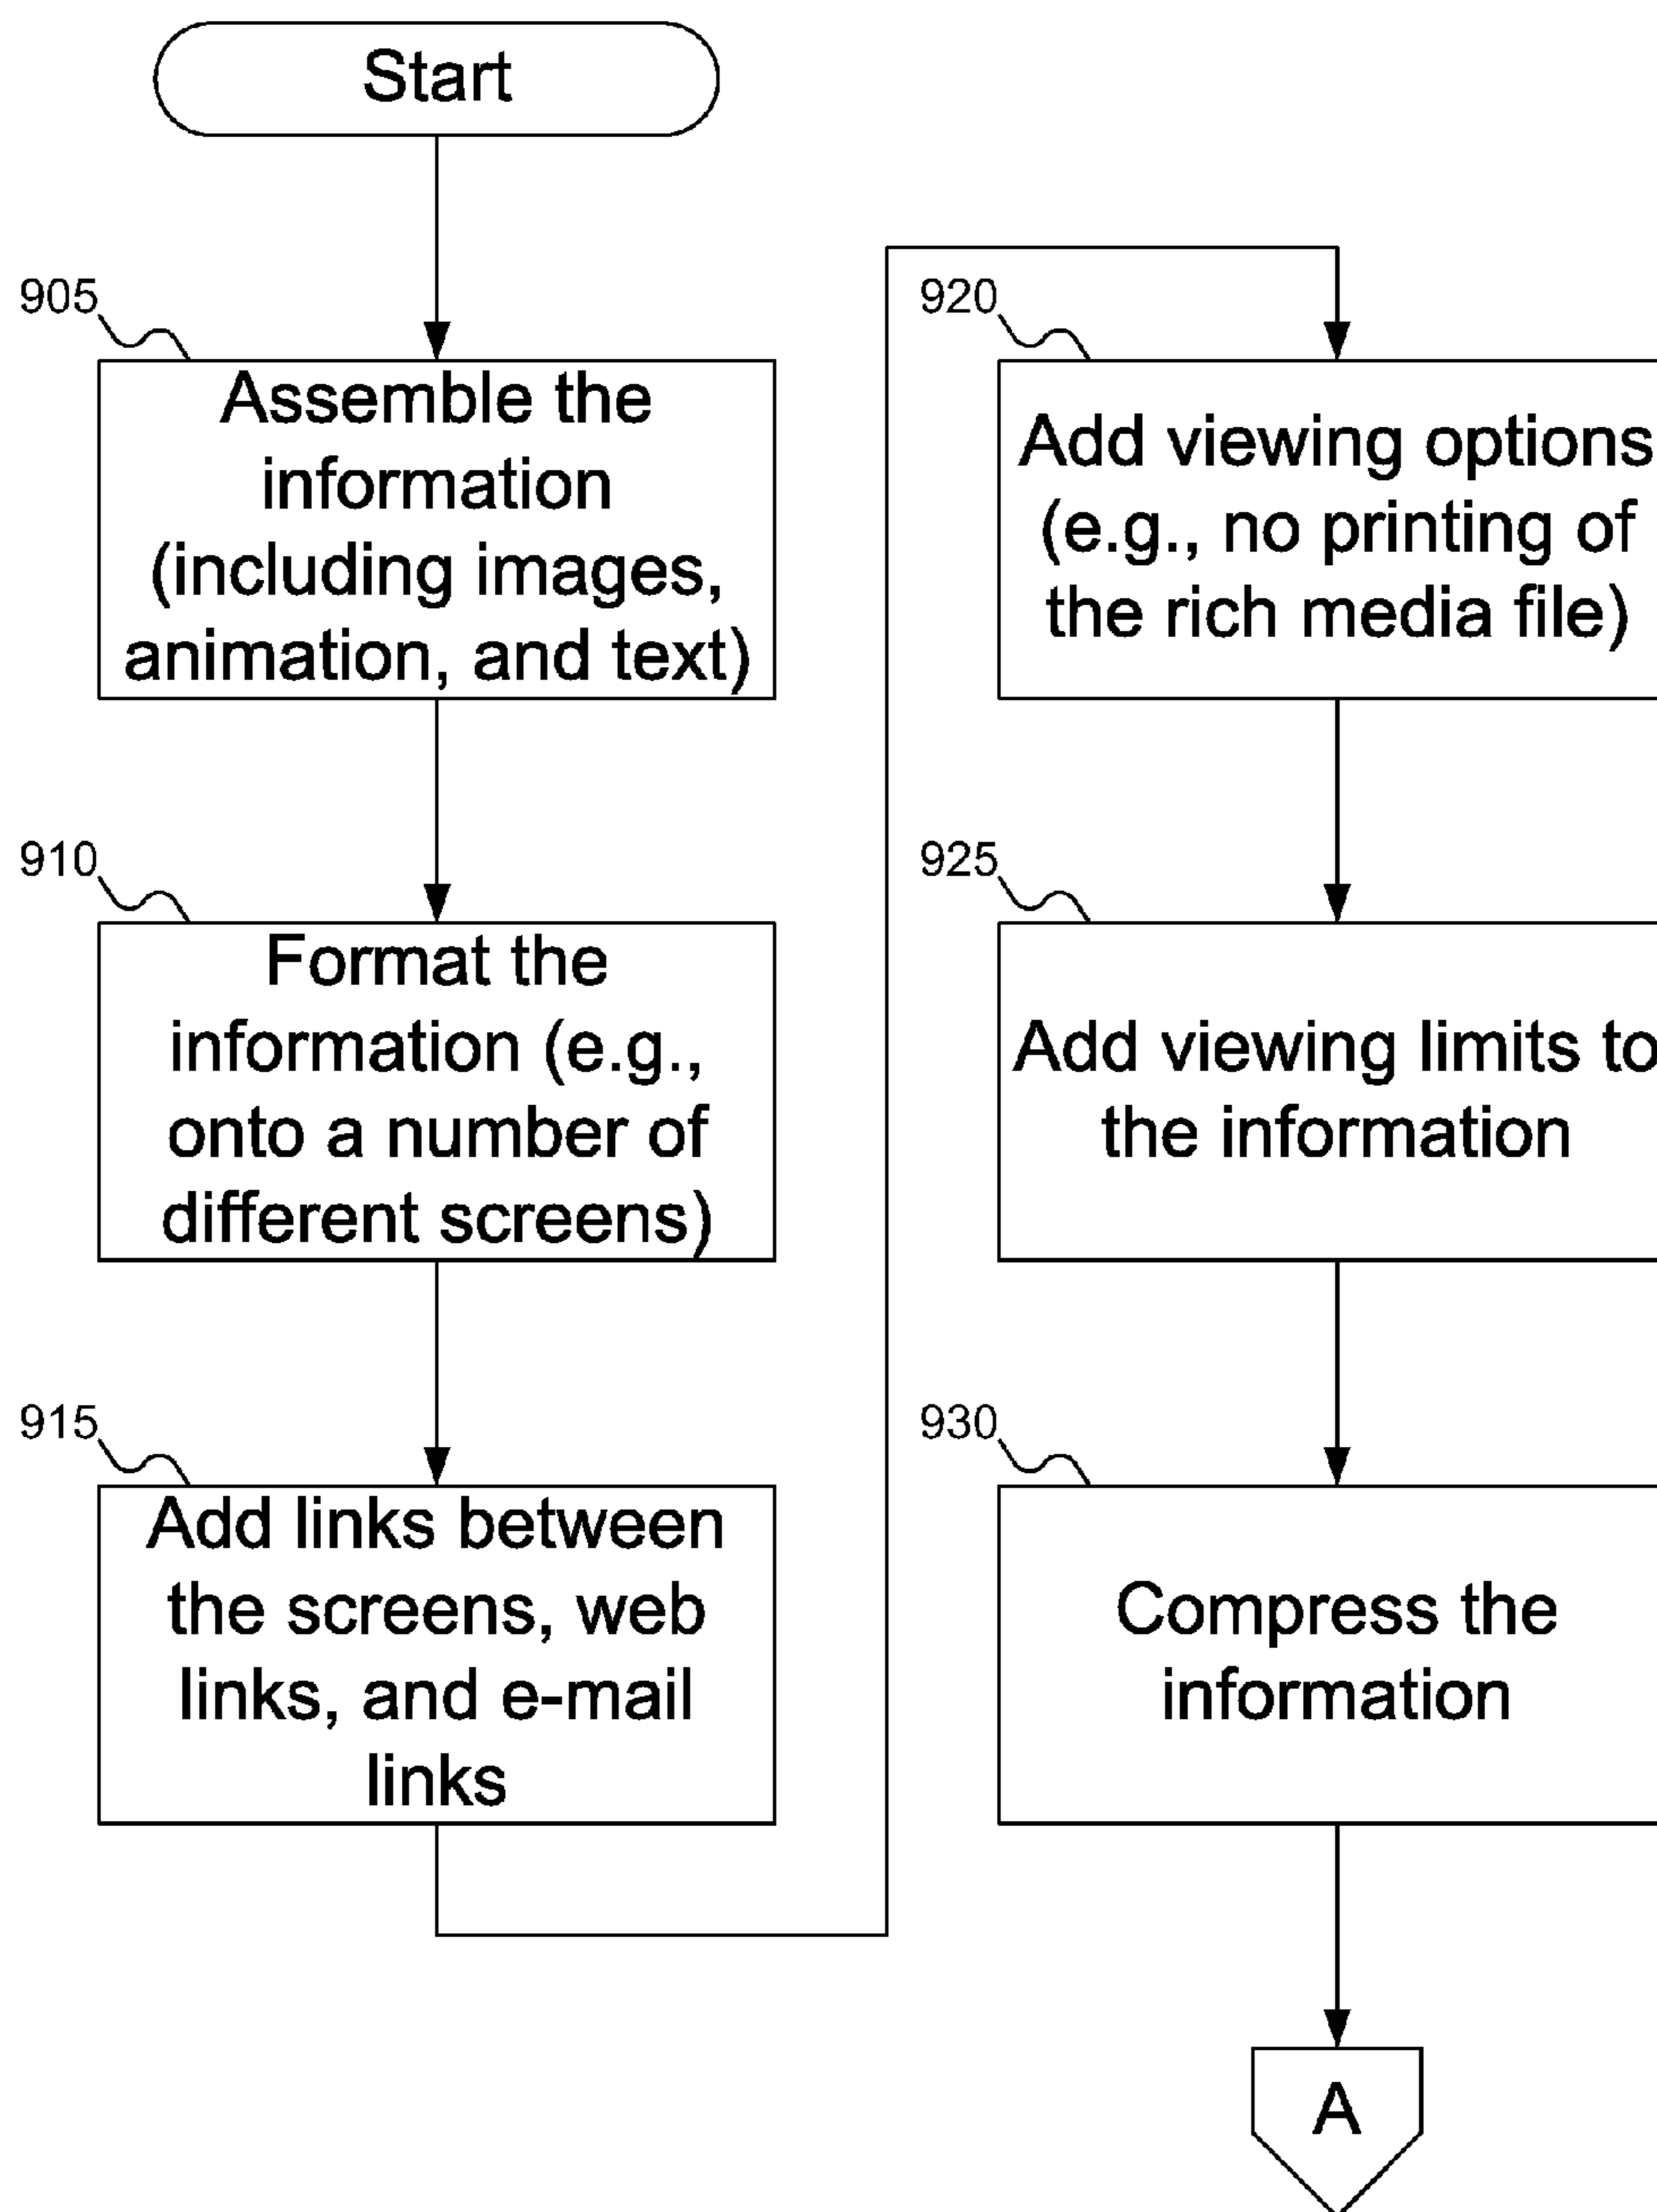 Start
905
Assemble the
information
(including images,
animation, and text)
910
Format the
information (e.g.,
onto a number of
different screens)
915
Add links between
the screens, web
links, and e-mail
links
920
Add viewing options
(e.g., no printing of
the rich media file)
925
Add viewing limits to
the information
930
Compress the
information
A